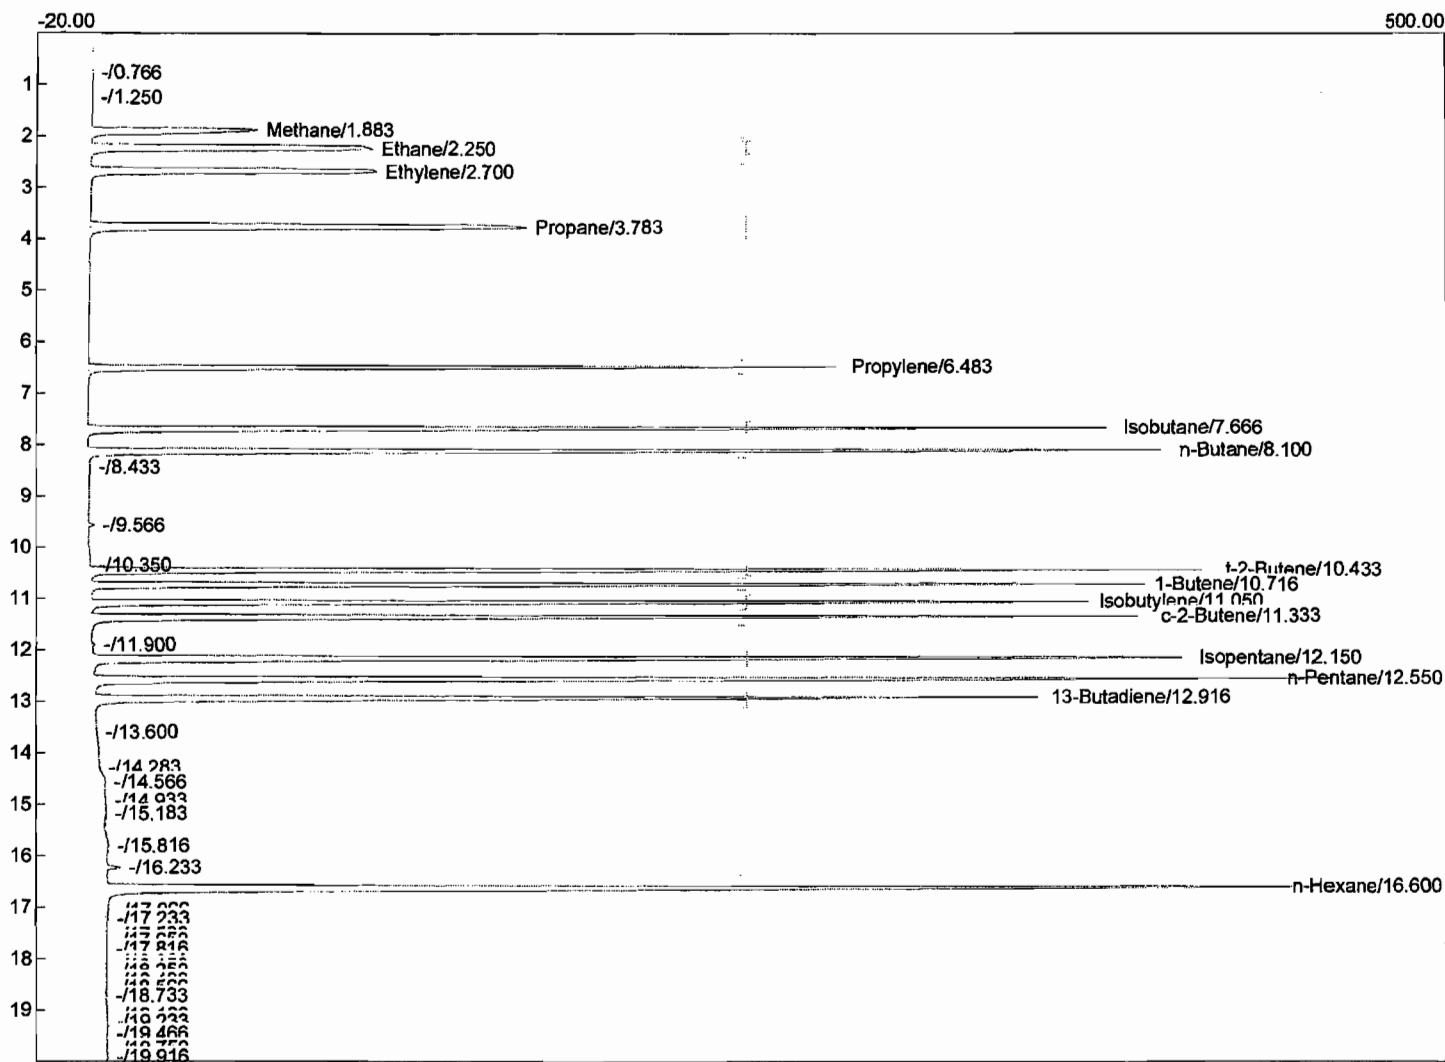 -20.00 500.00
-/0.766
1
-/1.250
Methane/1.883
2
Ethane/2.250
Ethylene/2.700
3
Propane/3.783
4
5
6
Propylene/6.483
7
Isobutane/7.666
8
n-Butane/8.100
-/8.433
9
-/9.566
10
-/10.350
t-2-Butene/10.433
1-Butene/10.716
11
Isobutylene/11.050
c-2-Butene/11.333
-/11.900
12
Isopentane/12.150
n-Pentane/12.550
13-Butadiene/12.916
13
-/13.600
14
-/14.283
-/14.566
-/14.933
15
-/15.183
-/15.816
16
-/16.233
n-Hexane/16.600
17
-/17.233
-/17.816
18
-/18.733
19
-/19.233
-/19.466
-/19.916